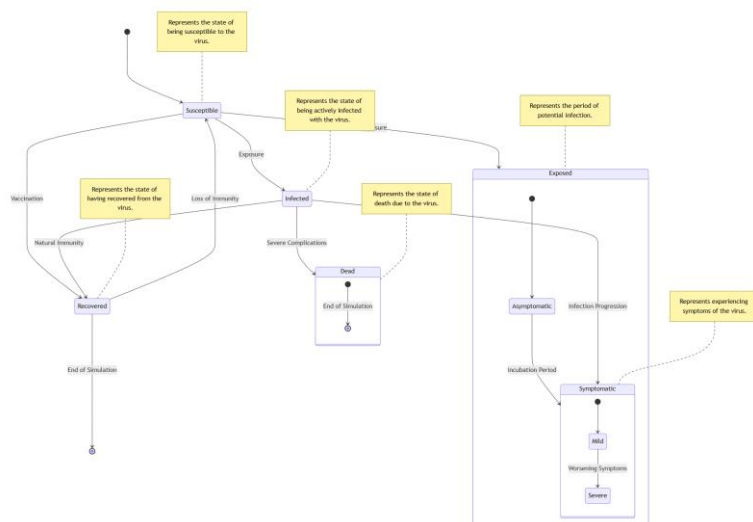 Represents the state of
being susceptible to the
virus.
Susceptible
Represents the state of
being actively infected
with the virus.
Represents the period of
potential infection.
sure
Exposure
Exposed
Vaccination
Represents the state of
having recovered from the
virus.
Loss of Immunity
Infected
Represents the state of
death due to the virus.
Natural Immunity
Severe Complications
Dead
Recovered
End of Simulation
Asymptomatic
Infection Progression
Represents experiencing
symptoms of the virus.
End of Simulation
Incubation Period
Symptomatic
Mild
Worsening Symptoms
Severe